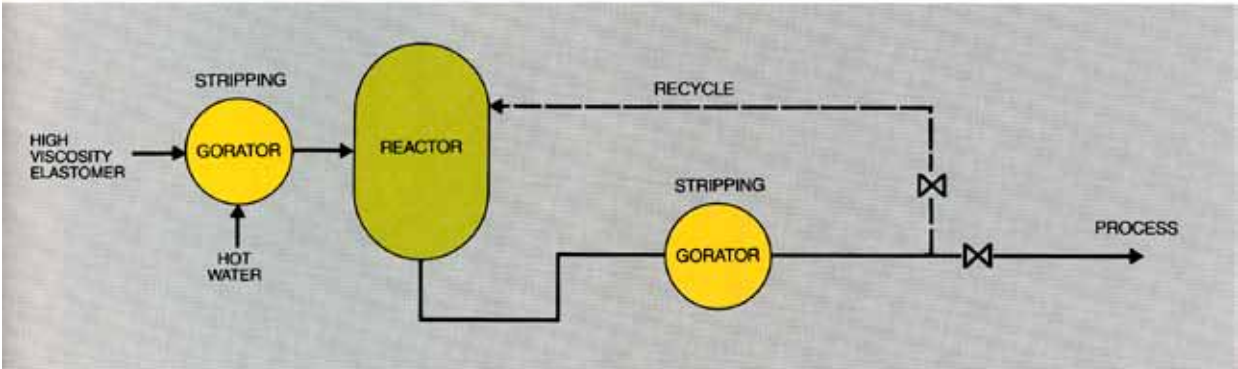 STRIPPING
HIGH
VISCOSITY
ELASTOMER
GORATOR
HOT
WATER
REACTOR
RECYCLE
STRIPPING
GORATOR
PROCESS